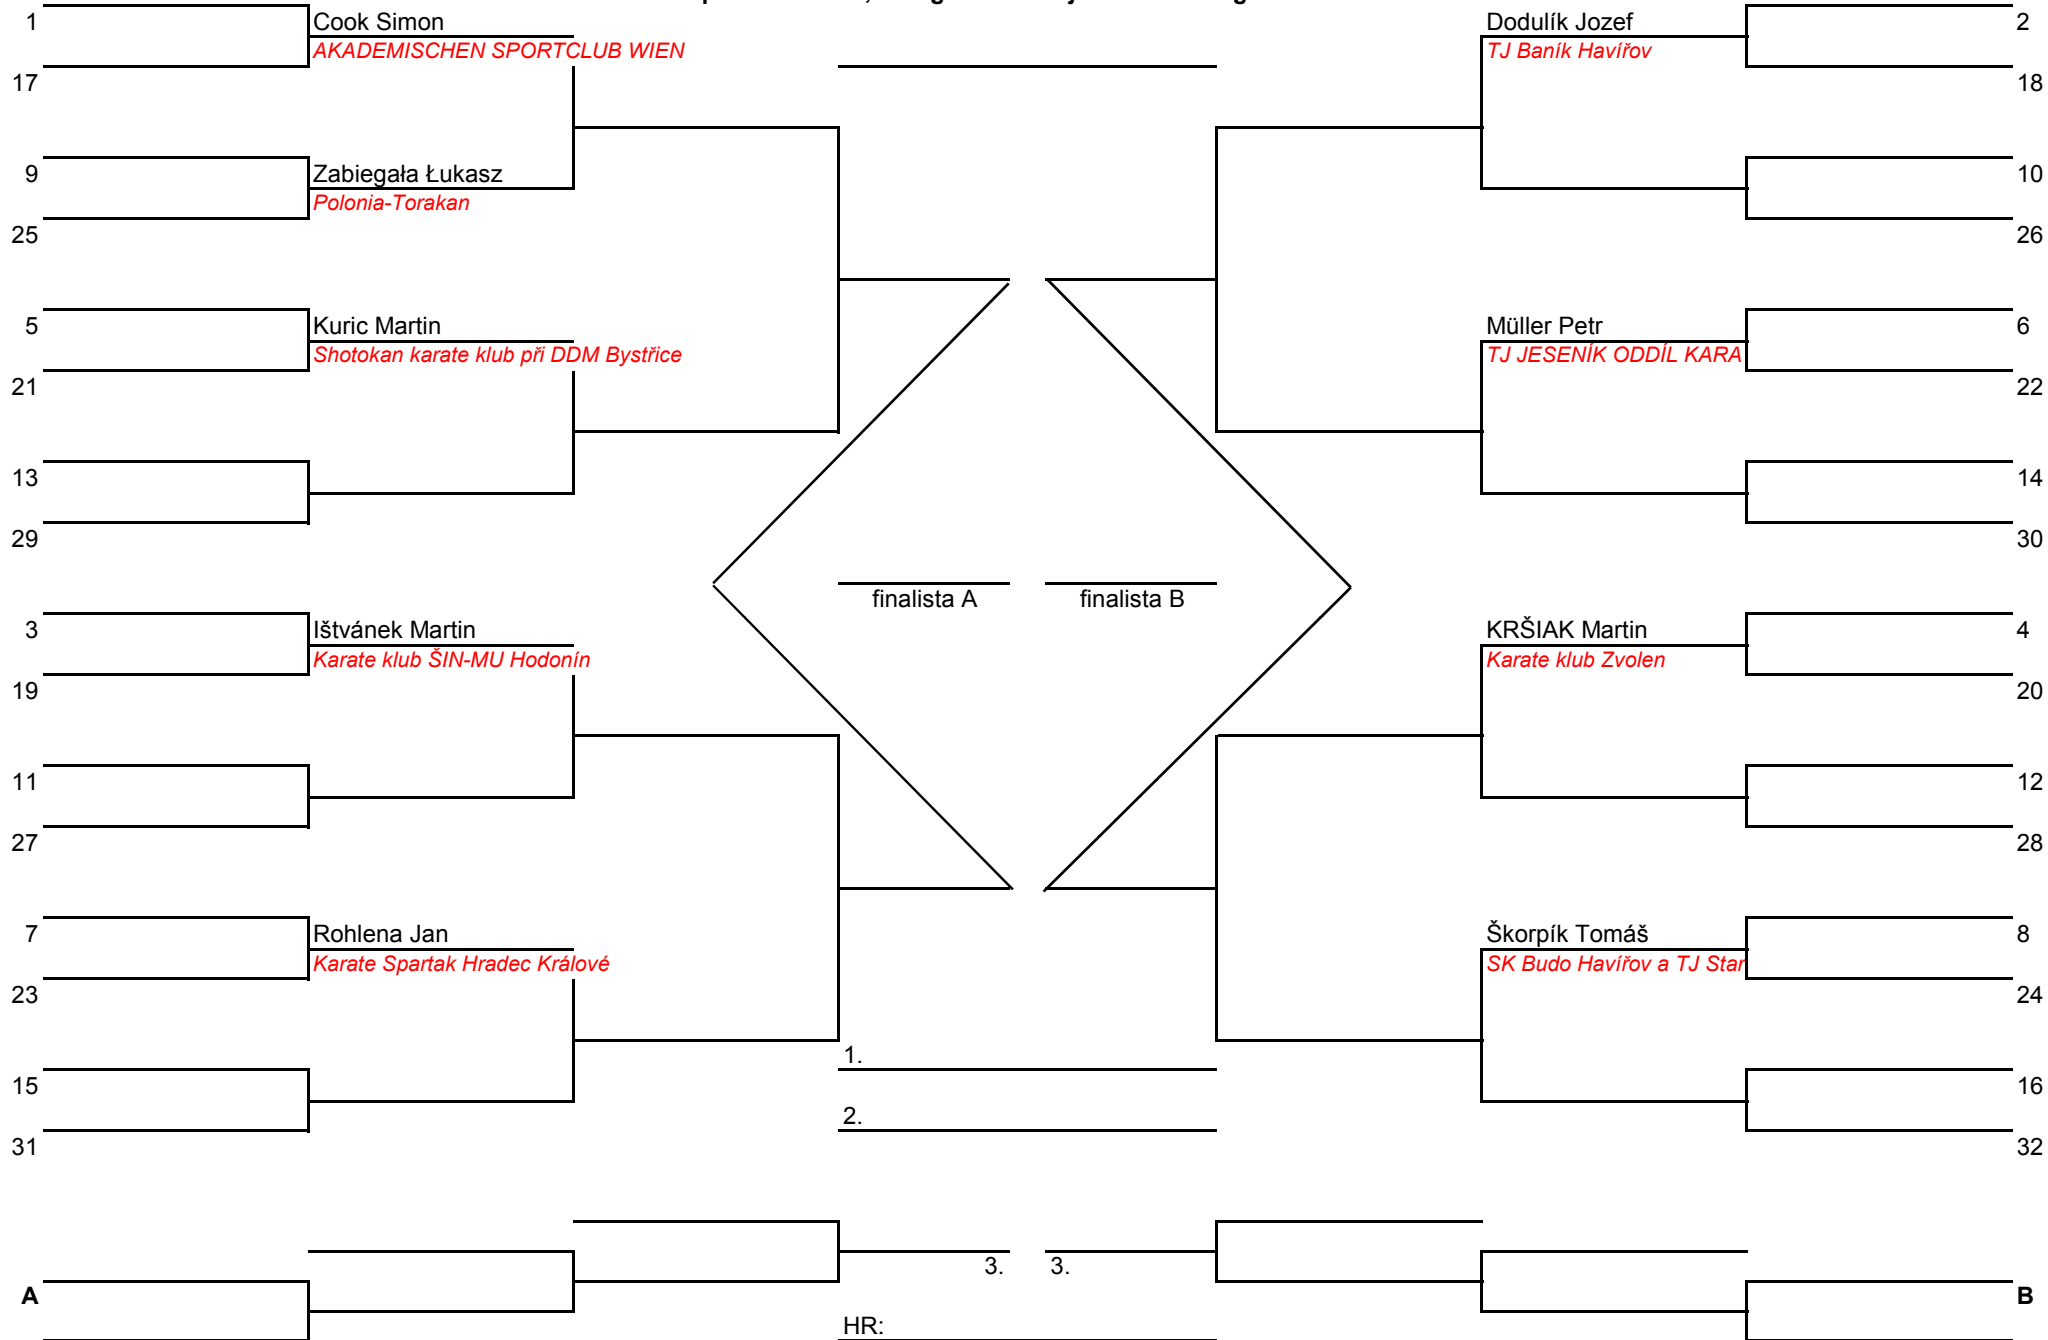 1 Cook Simon Dodulík Jozef 2
AKADEMISCHEN SPORTCLUB WIEN TJ Baník Havířov
17 18
9 Zabiegała Łukasz 10
Polonia-Torakan
25 26
5 Kuric Martin Müller Petr 6
Shotokan karate klub při DDM Bystřice TJ JESENÍK ODDÍL KARA
21 22
13 14
29 30
finalista A finalista B
3 Ištvánek Martin KRŠIAK Martin 4
Karate klub ŠIN-MU Hodonín Karate klub Zvolen
19 20
11 12
27 28
7 Rohlena Jan Škorpík Tomáš 8
Karate Spartak Hradec Králové SK Budo Havířov a TJ Star
23 24
1.
15 16
2.
31 32
3. 3.
A B
HR: